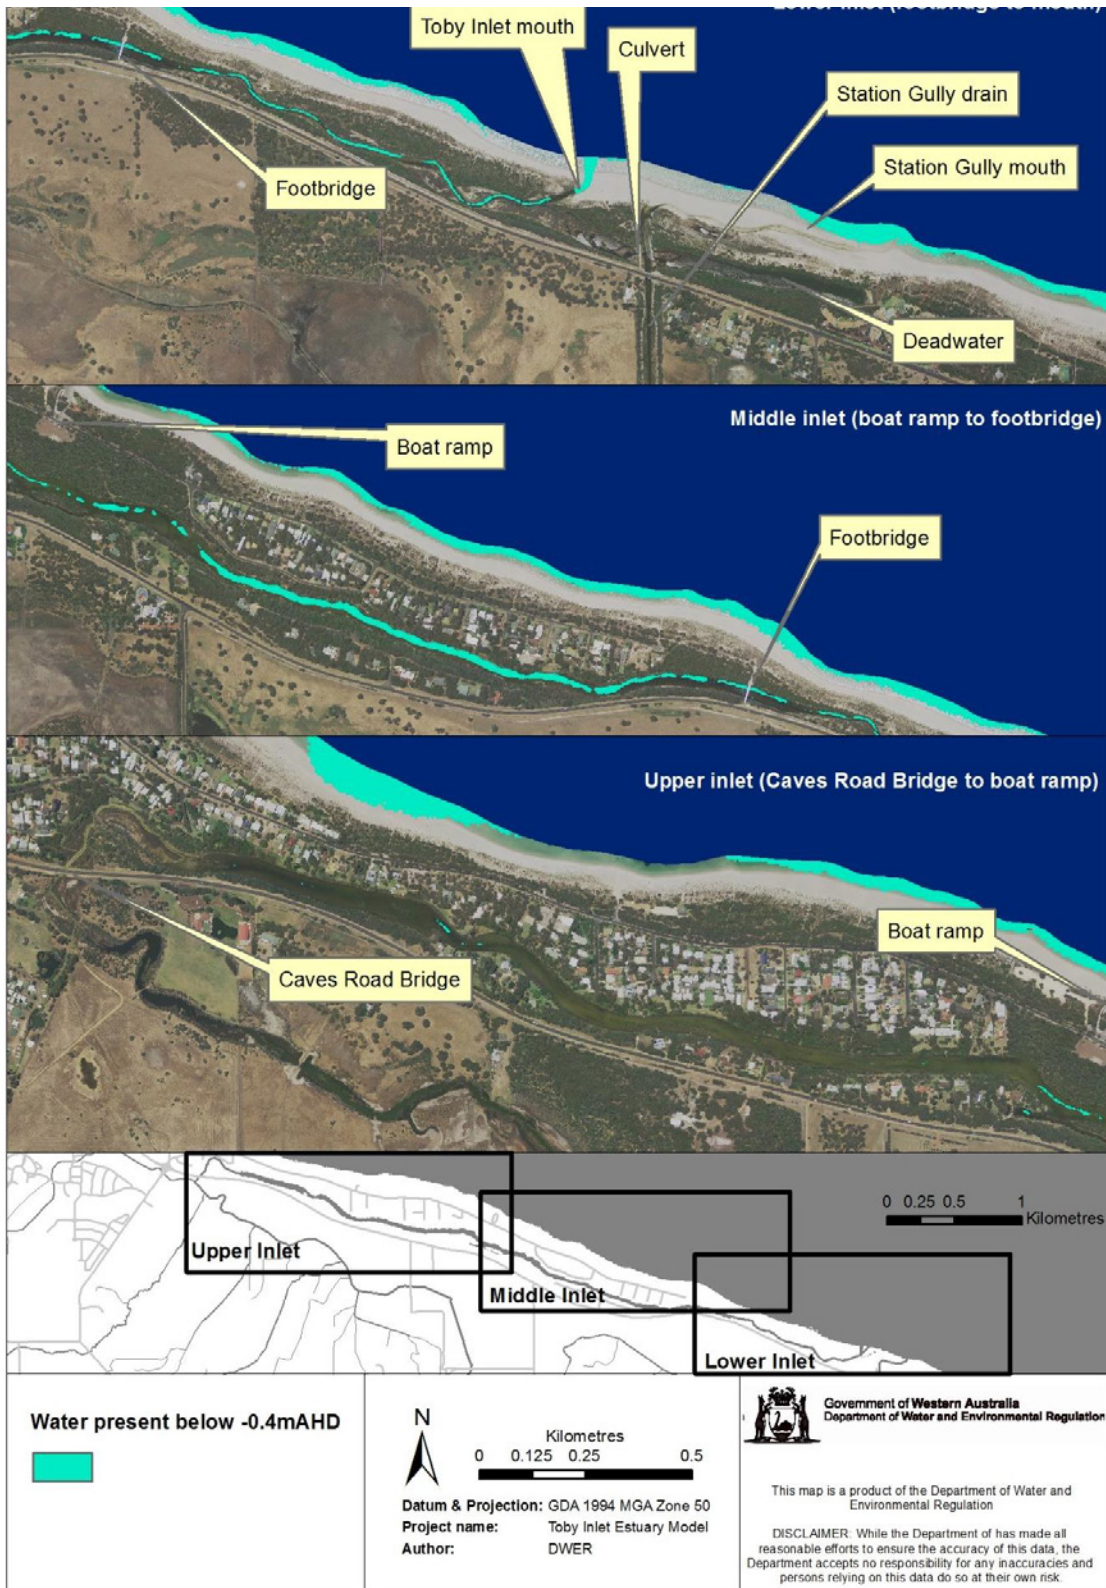 Lower inlet (footbridge to mouth)
Toby Inlet mouth
Culvert
Station Gully drain
Station Gully mouth
Footbridge
Deadwater
Middle inlet (boat ramp to footbridge)
Boat ramp
Footbridge
Upper inlet (Caves Road Bridge to boat ramp)
Boat ramp
Caves Road Bridge
0 0.25 0.5 1
Kilometres
Upper Inlet
Middle Inlet
Lower Inlet
Water present below -0.4mAHD
N
Kilometres
0 0.125 0.25 0.5
Datum & Projection: GDA 1994 MGA Zone 50
Project name: Toby Inlet Estuary Model
Author: DWER
Government of Western Australia
Department of Water and Environmental Regulation
This map is a product of the Department of Water and
Environmental Regulation
DISCLAIMER: While the Department of has made all
reasonable efforts to ensure the accuracy of this data, the
Department accepts no responsibility for any inaccuracies and
persons relying on this data do so at their own risk.